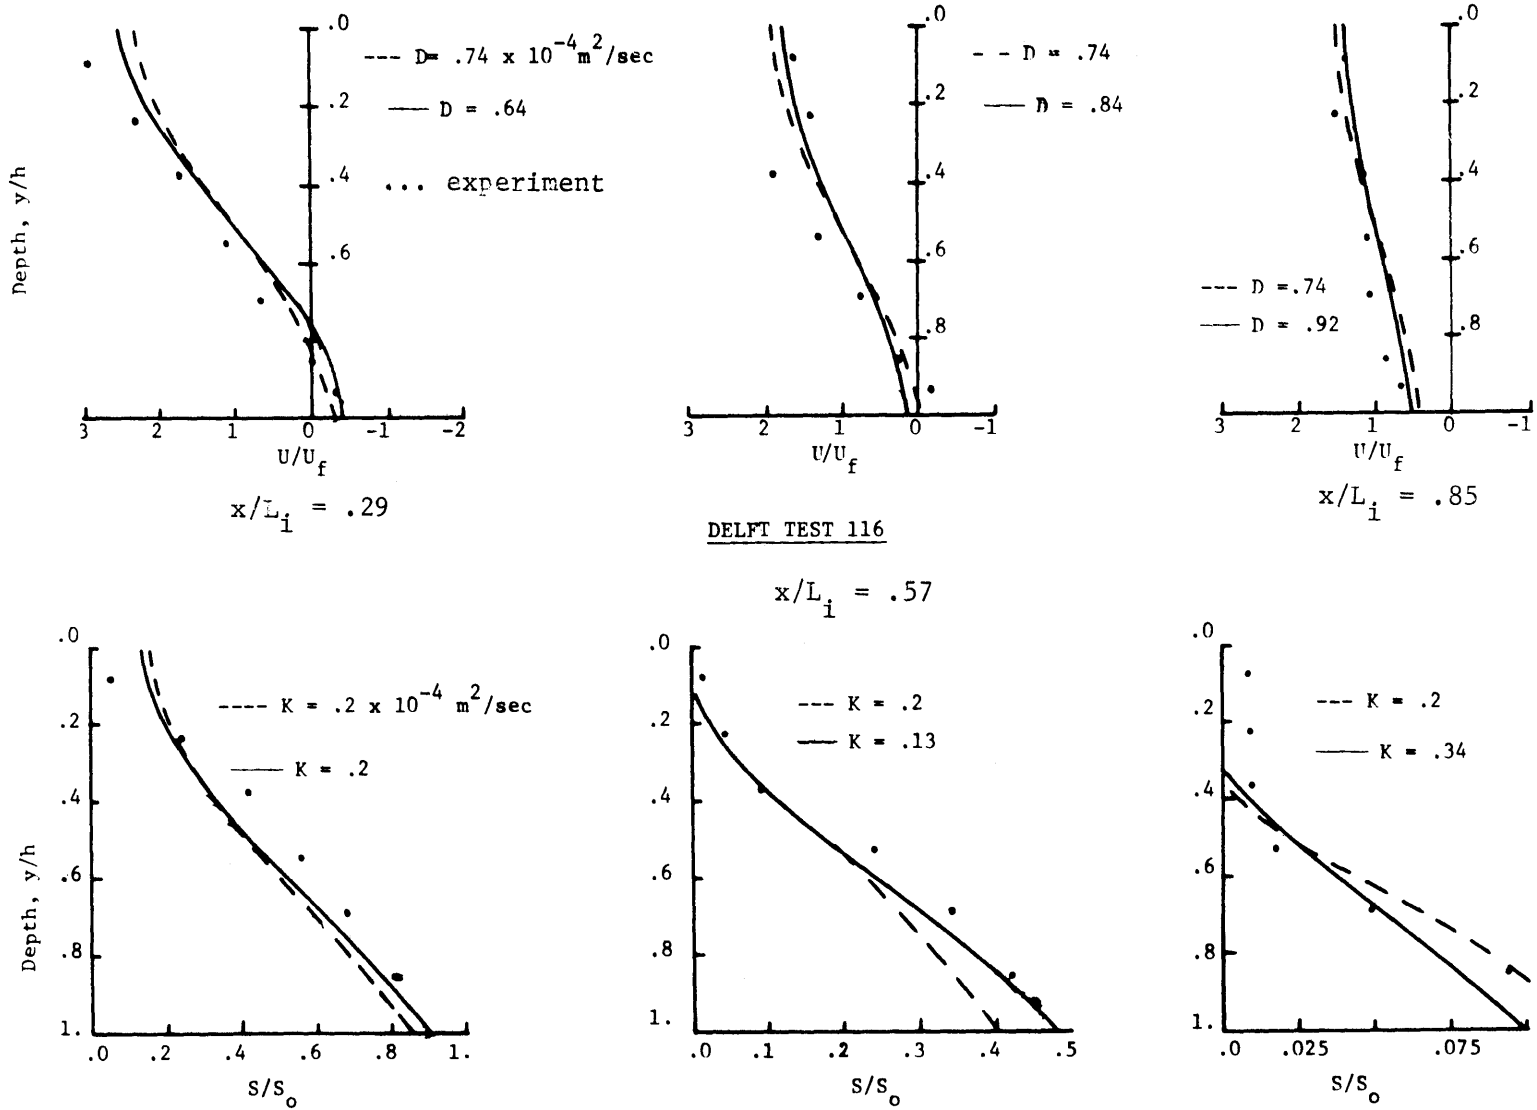 .0
.2
.4
.6
--- D= .74 x 10⁻⁴m²/sec
—— D = .64
... experiment
Depth, y/h
3 2 1 0 -1 -2
U/U_f
x/L_i = .29
.0
.2
.4
.6
.8
- - D = .74
—— D = .84
3 2 1 0 -1
U/U_f
.0
.2
.4
.6
.8
--- D =.74
—— D = .92
3 2 1 0 -1
U/U_f
x/L_i = .85
DELFT TEST 116
x/L_i = .57
.0
.2
.4
.6
.8
1.
---- K = .2 x 10⁻⁴ m²/sec
—— K = .2
Depth, y/h
.0 .2 .4 .6 .8 1.
S/S_o
.0
.2
.4
.6
.8
1.
--- K = .2
—— K = .13
.0 .1 .2 .3 .4 .5
S/S_o
.0
.2
.4
.6
.8
1.
--- K = .2
—— K = .34
.0 .025 .075
S/S_o